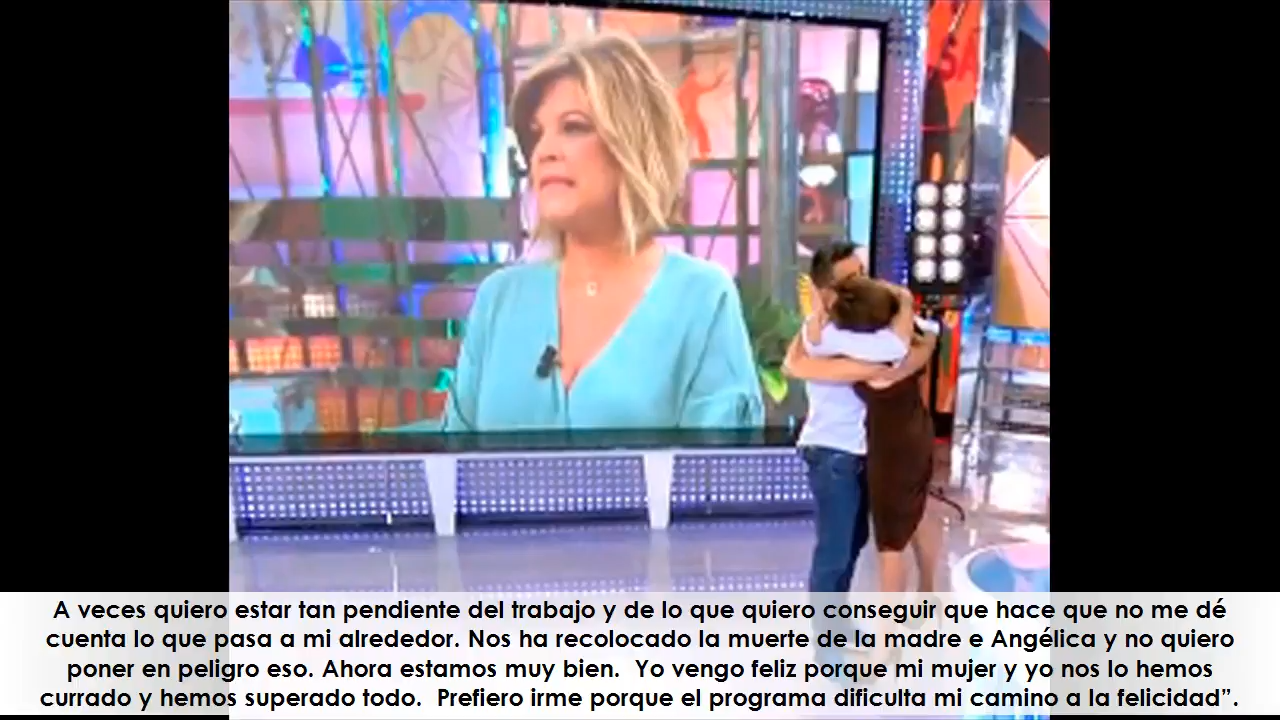 SA
A veces quiero estar tan pendiente del trabajo y de lo que quiero conseguir que hace que no me dé
cuenta lo que pasa a mi alrededor. Nos ha recolocado la muerte de la madre e Angélica y no quiero
poner en peligro eso. Ahora estamos muy bien.  Yo vengo feliz porque mi mujer y yo nos lo hemos
currado y hemos superado todo.  Prefiero irme porque el programa dificulta mi camino a la felicidad”.